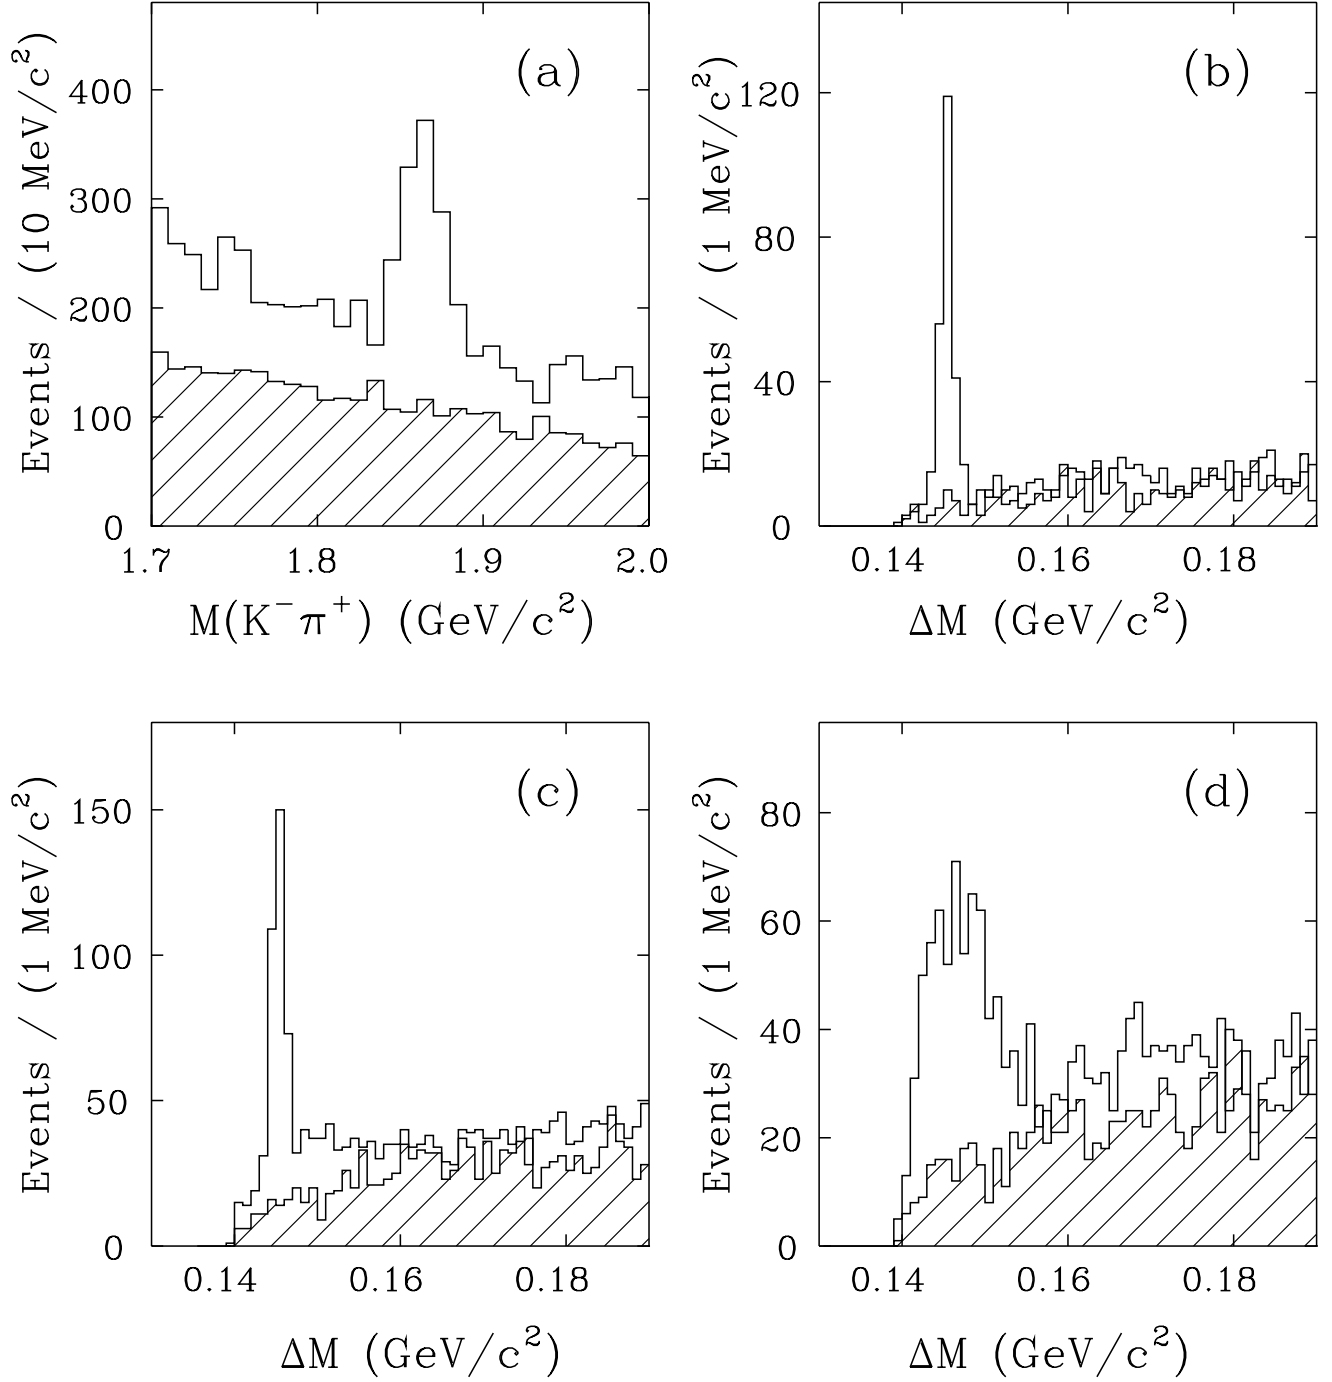 (a)
Events / (10 MeV/c²)
400
300
200
100
0
1.7 1.8 1.9 2.0
M(K⁻π⁺) (GeV/c²)
(b)
Events / (1 MeV/c²)
120
80
40
0
0.14 0.16 0.18
ΔM (GeV/c²)
(c)
Events / (1 MeV/c²)
150
100
50
0
0.14 0.16 0.18
ΔM (GeV/c²)
(d)
Events / (1 MeV/c²)
80
60
40
20
0
0.14 0.16 0.18
ΔM (GeV/c²)